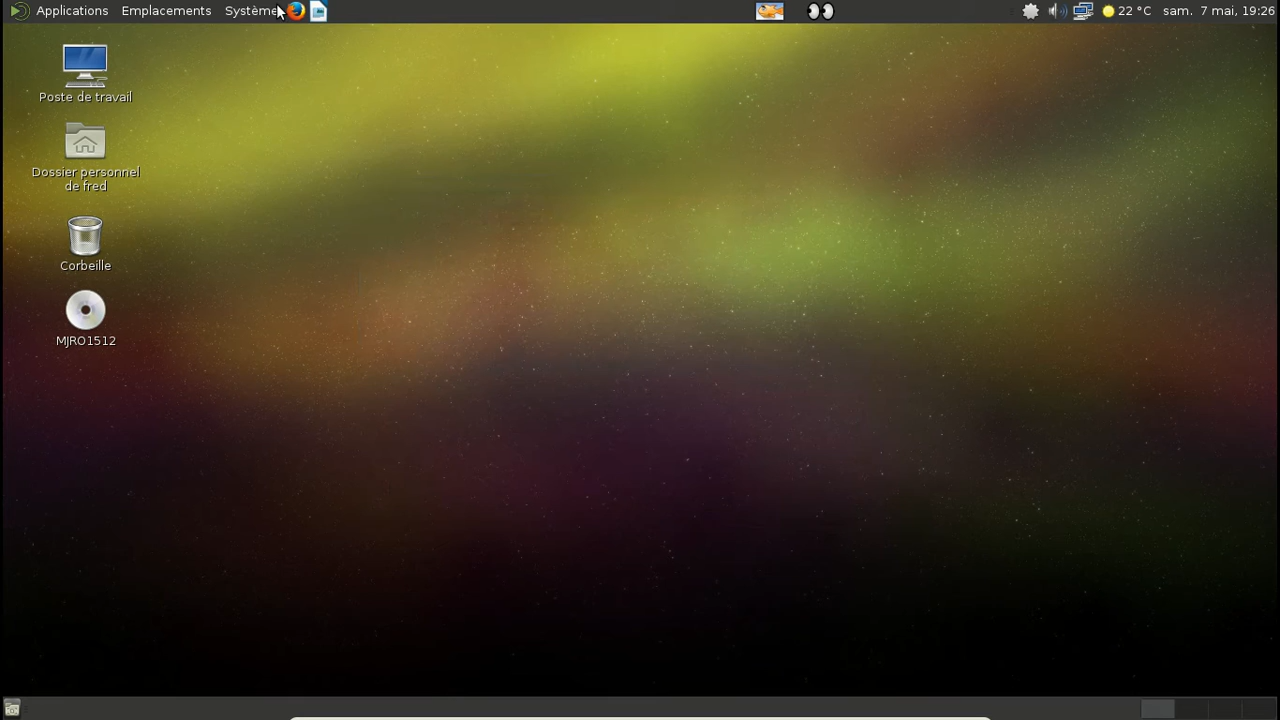 Applications Emplacements Système 22 °C sam. 7 mai, 19:26
Poste de travail
Dossier personnel
de fred
Corbeille
MJRO1512